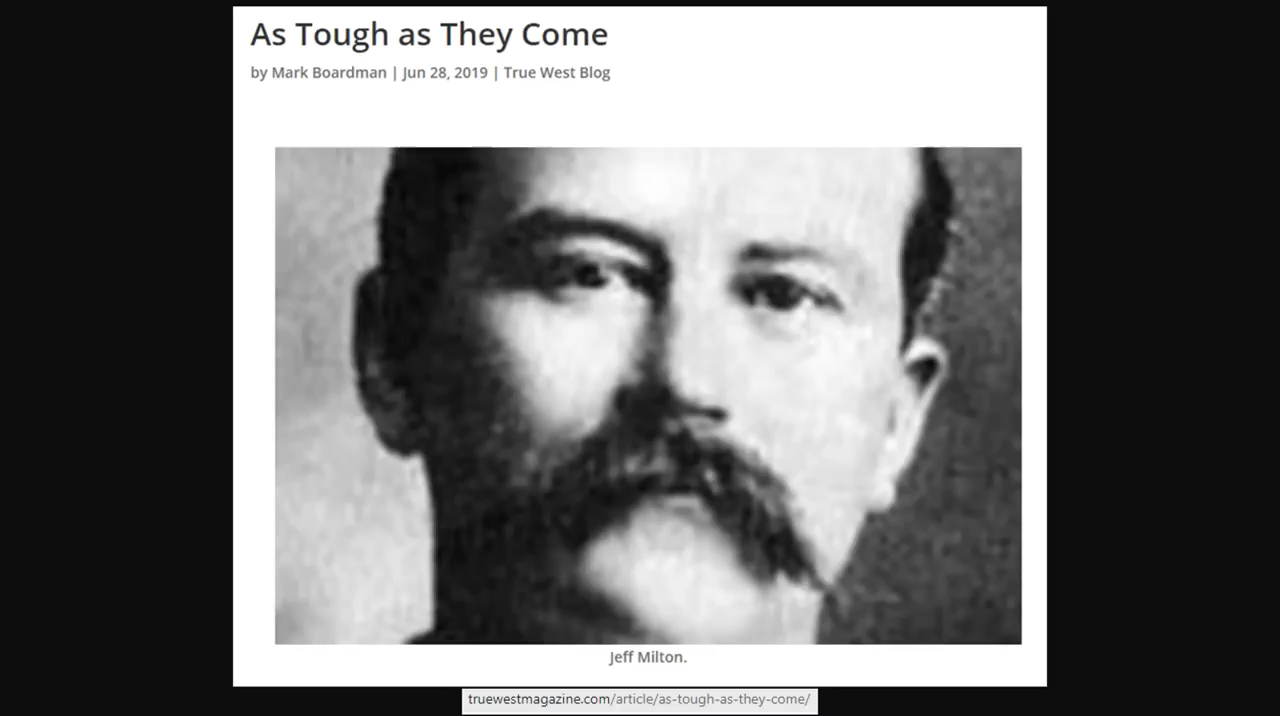 As Tough as They Come
by Mark Boardman | Jun 28, 2019 | True West Blog
Jeff Milton.
truewestmagazine.com/article/as-tough-as-they-come/